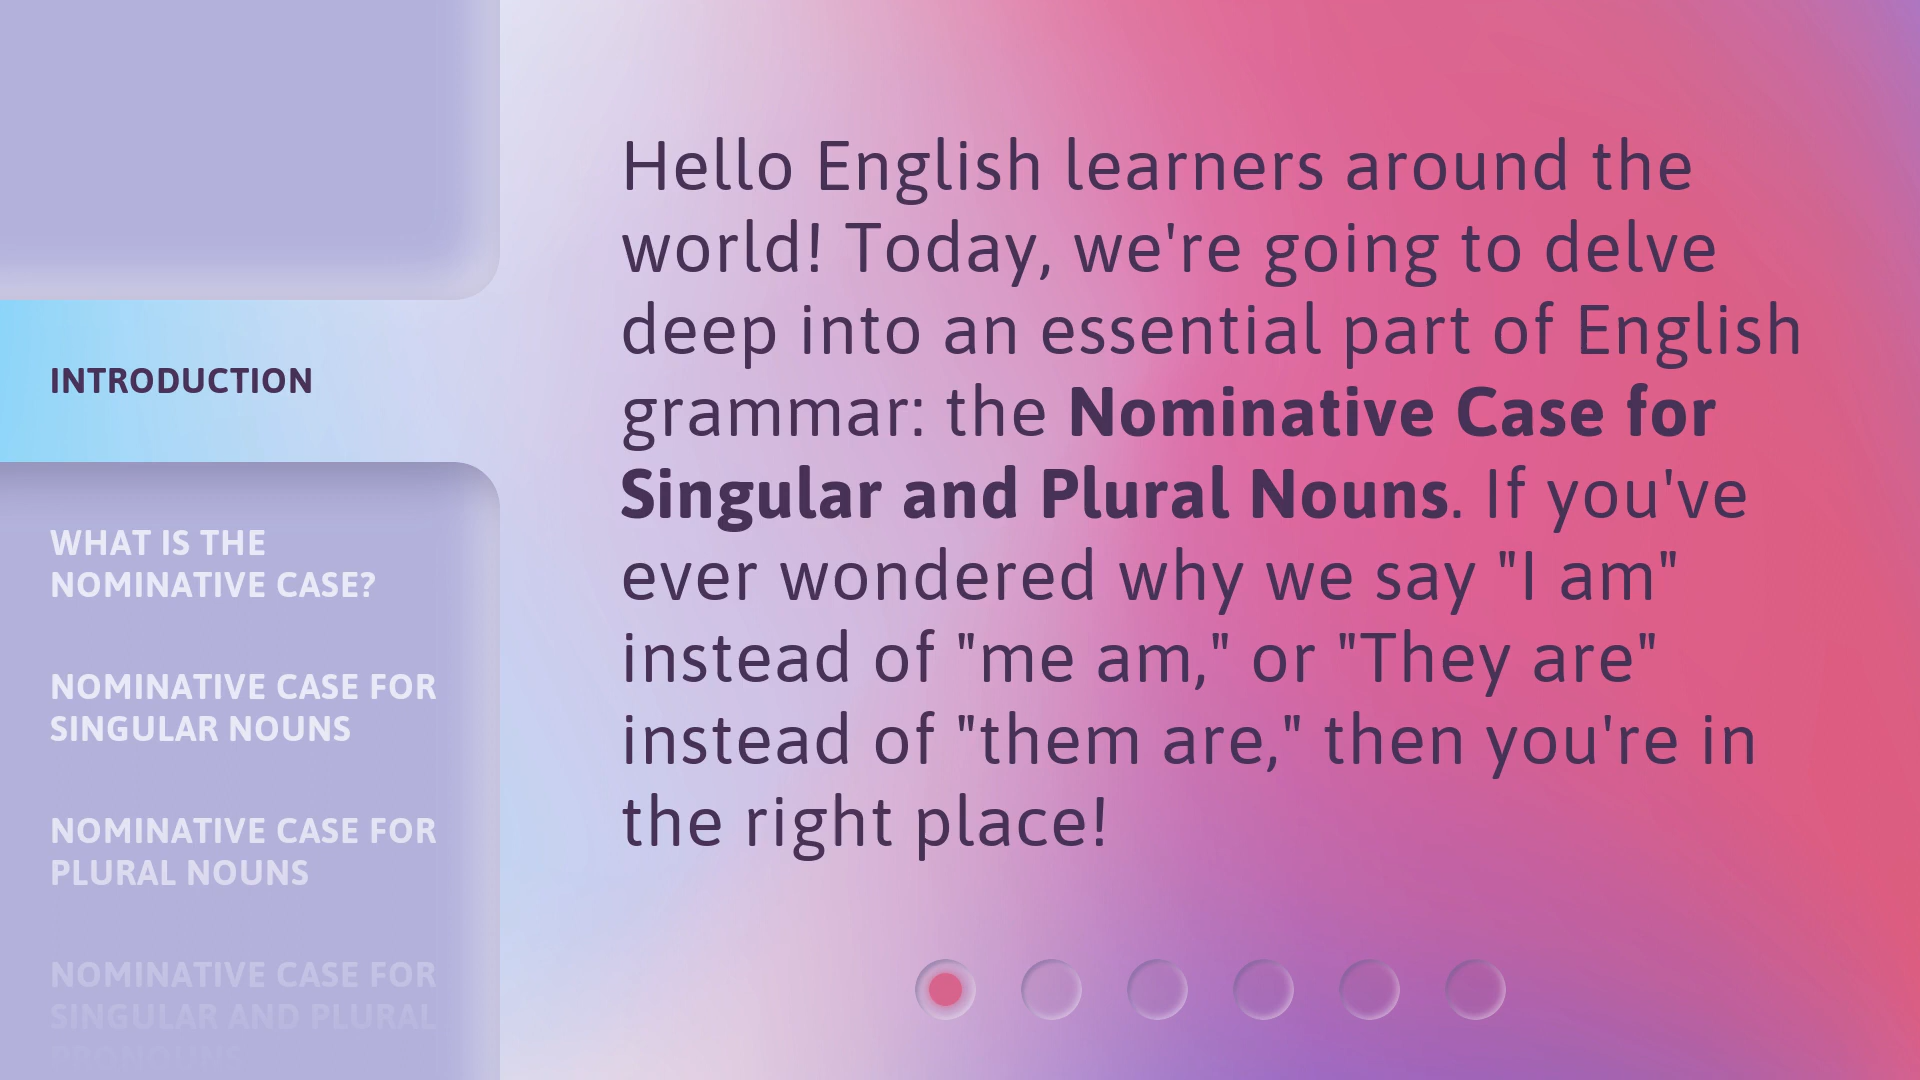 INTRODUCTION
WHAT IS THE
NOMINATIVE CASE?
NOMINATIVE CASE FOR
SINGULAR NOUNS
NOMINATIVE CASE FOR
PLURAL NOUNS
NOMINATIVE CASE FOR
SINGULAR AND PLURAL
PRONOUNS
Hello English learners around the
world! Today, we're going to delve
deep into an essential part of English
grammar: the Nominative Case for
Singular and Plural Nouns. If you've
ever wondered why we say "I am"
instead of "me am," or "They are"
instead of "them are," then you're in
the right place!